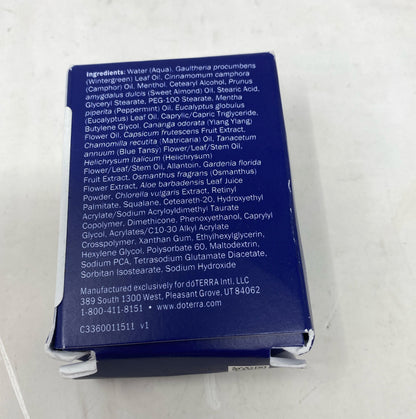 Ingredients: Water (Aqua), Gaultheria procumbens
(Wintergreen) Leaf Oil, Cinnamomum camphora
(Camphor) Oil, Menthol, Cetearyl Alcohol, Prunus
amygdalus dulcis (Sweet Almond) Oil, Stearic Acid,
Glyceryl Stearate, PEG-100 Stearate, Mentha
piperita (Peppermint) Oil, Eucalyptus globulus
(Eucalyptus) Leaf Oil, Caprylic/Capric Triglyceride,
Butylene Glycol, Cananga odorata (Ylang Ylang)
Flower Oil, Capsicum frutescens Fruit Extract,
Chamomilla recutita (Matricaria) Oil, Tanacetum
annuum (Blue Tansy) Flower/Leaf/Stem Oil,
Helichrysum italicum (Helichrysum)
Flower/Leaf/Stem Oil, Allantoin, Gardenia florida
Fruit Extract, Osmanthus fragrans (Osmanthus)
Flower Extract, Aloe barbadensis Leaf Juice
Powder, Chlorella vulgaris Extract, Retinyl
Palmitate, Squalane, Ceteareth-20, Hydroxyethyl
Acrylate/Sodium Acryloyldimethyl Taurate
Copolymer, Dimethicone, Phenoxyethanol, Caprylyl
Glycol, Acrylates/C10-30 Alkyl Acrylate
Crosspolymer, Xanthan Gum, Ethylhexylglycerin,
Hexylene Glycol, Polysorbate 60, Maltodextrin,
Sodium PCA, Tetrasodium Glutamate Diacetate,
Sorbitan Isostearate, Sodium Hydroxide
Manufactured exclusively for dōTERRA Intl. LLC
389 South 1300 West, Pleasant Grove, UT 84062
1-800-411-8151 • www.doterra.com
C3360011511 v1